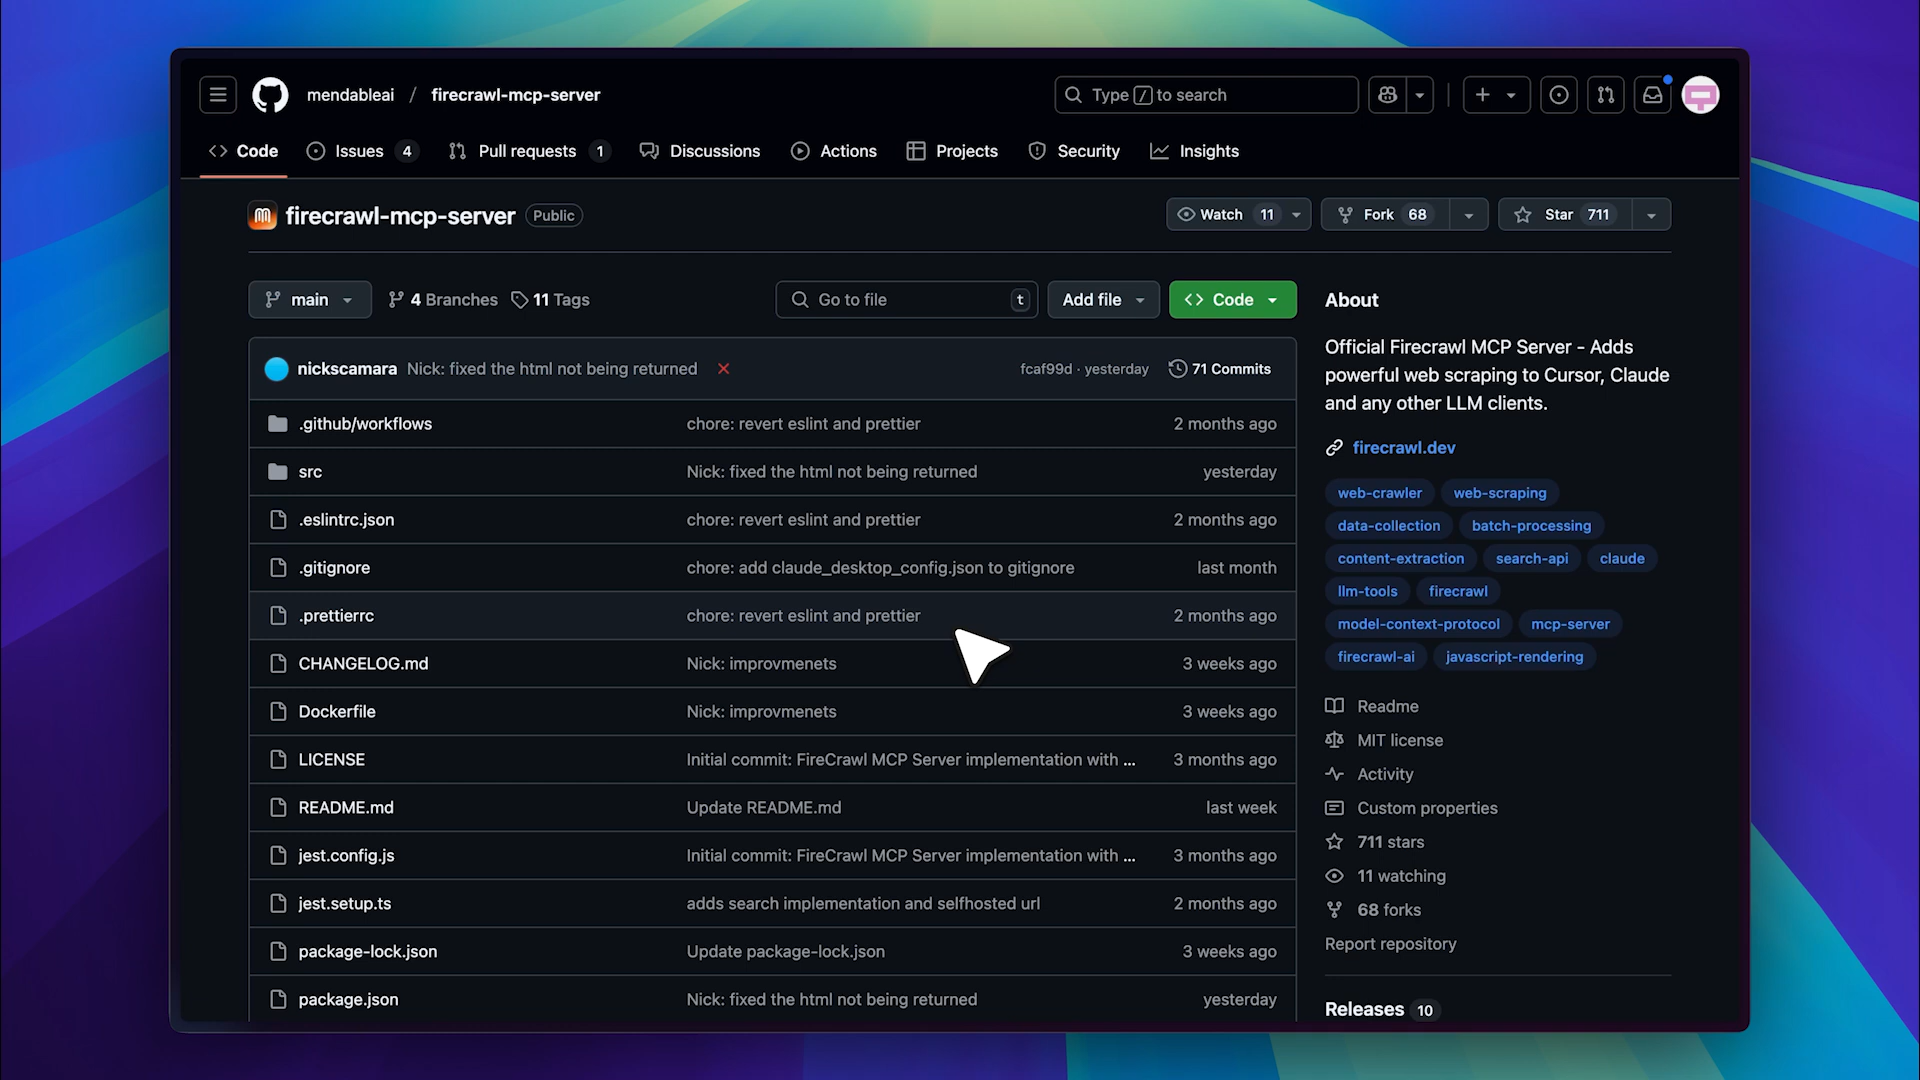 mendableai / firecrawl-mcp-server
Type / to search
Code Issues 4 Pull requests 1 Discussions Actions Projects Security Insights
firecrawl-mcp-server Public
Watch 11 Fork 68 Star 711
main 4 Branches 11 Tags Go to file t Add file Code
nickscamara Nick: fixed the html not being returned fcaf99d · yesterday 71 Commits
.github/workflows chore: revert eslint and prettier 2 months ago
src Nick: fixed the html not being returned yesterday
.eslintrc.json chore: revert eslint and prettier 2 months ago
.gitignore chore: add claude_desktop_config.json to gitignore last month
.prettierrc chore: revert eslint and prettier 2 months ago
CHANGELOG.md Nick: improvmenets 3 weeks ago
Dockerfile Nick: improvmenets 3 weeks ago
LICENSE Initial commit: FireCrawl MCP Server implementation with ... 3 months ago
README.md Update README.md last week
jest.config.js Initial commit: FireCrawl MCP Server implementation with ... 3 months ago
jest.setup.ts adds search implementation and selfhosted url 2 months ago
package-lock.json Update package-lock.json 3 weeks ago
package.json Nick: fixed the html not being returned yesterday
About
Official Firecrawl MCP Server - Adds
powerful web scraping to Cursor, Claude
and any other LLM clients.
firecrawl.dev
web-crawler web-scraping
data-collection batch-processing
content-extraction search-api claude
llm-tools firecrawl
model-context-protocol mcp-server
firecrawl-ai javascript-rendering
Readme
MIT license
Activity
Custom properties
711 stars
11 watching
68 forks
Report repository
Releases 10